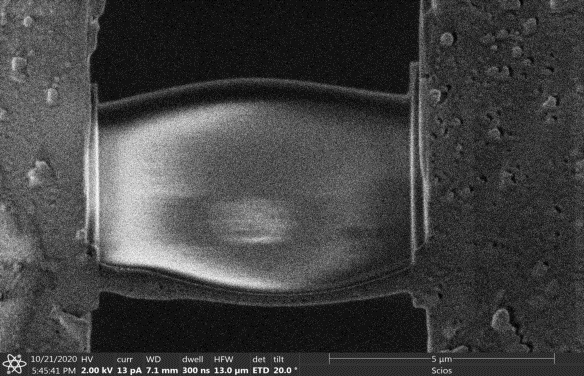 10/21/2020 HV curr WD dwell HFW det tilt 5 µm
5:45:41 PM 2.00 kV 13 pA 7.1 mm 300 ns 13.0 µm ETD 20.0 ° Scios